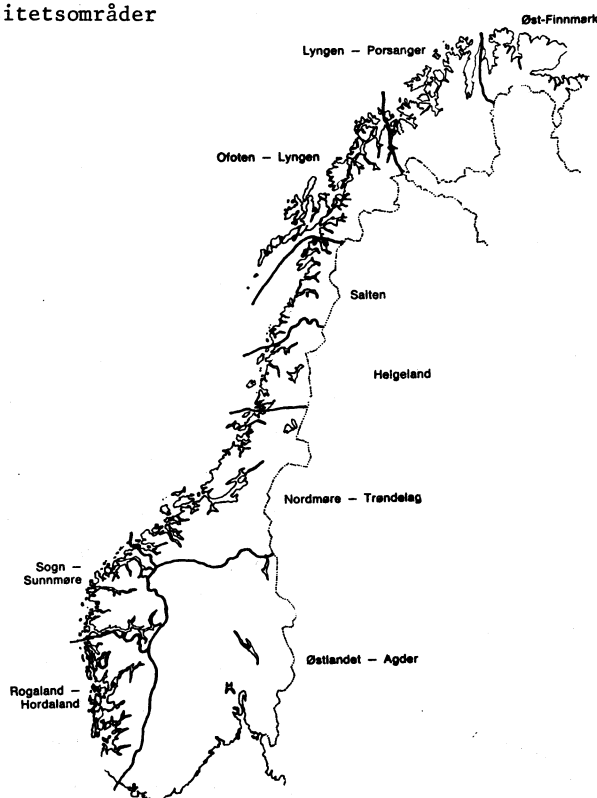 itetsområder
Øst-Finnmark
Lyngen – Porsanger
Ofoten – Lyngen
Salten
Helgeland
Nordmøre – Trøndelag
Sogn –
Sunnmøre
Østlandet – Agder
Rogaland –
Hordaland